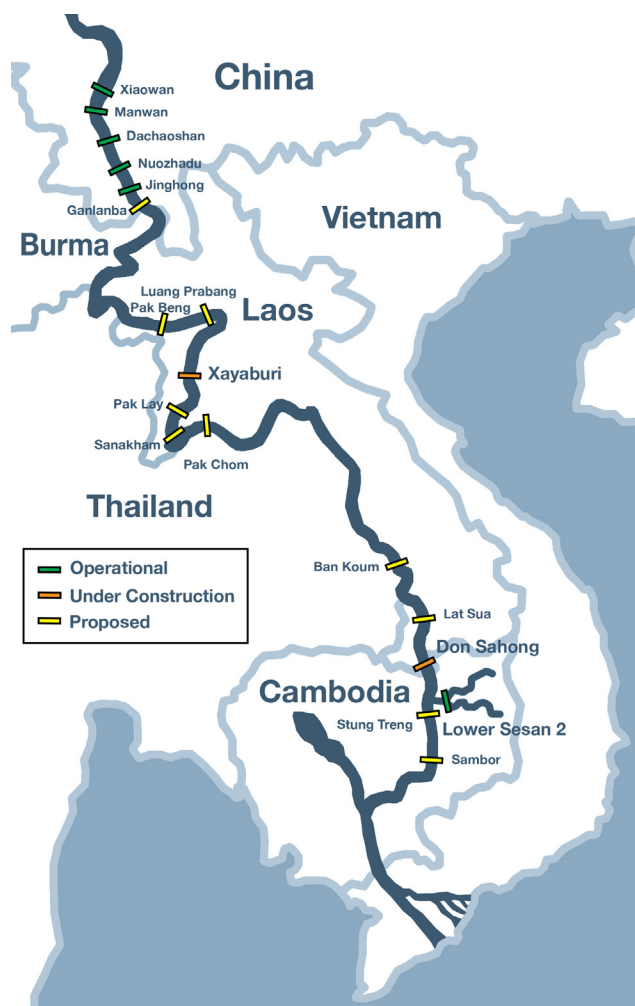 China
Xiaowan
Manwan
Dachaoshan
Nuozhadu
Jinghong
Ganlanba
Vietnam
Burma
Luang Prabang
Pak Beng
Laos
Xayaburi
Pak Lay
Sanakham
Pak Chom
Thailand
Operational
Under Construction
Proposed
Ban Koum
Lat Sua
Don Sahong
Cambodia
Stung Treng
Lower Sesan 2
Sambor